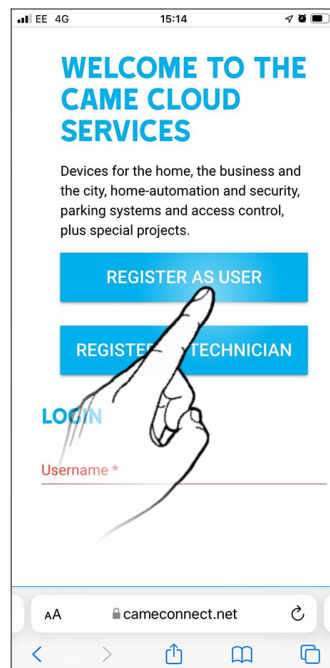 EE 4G 15:14
WELCOME TO THE
CAME CLOUD
SERVICES
Devices for the home, the business and
the city, home-automation and security,
parking systems and access control,
plus special projects.
REGISTER AS USER
REGISTER TECHNICIAN
LOGIN
Username *
AA cameconnect.net